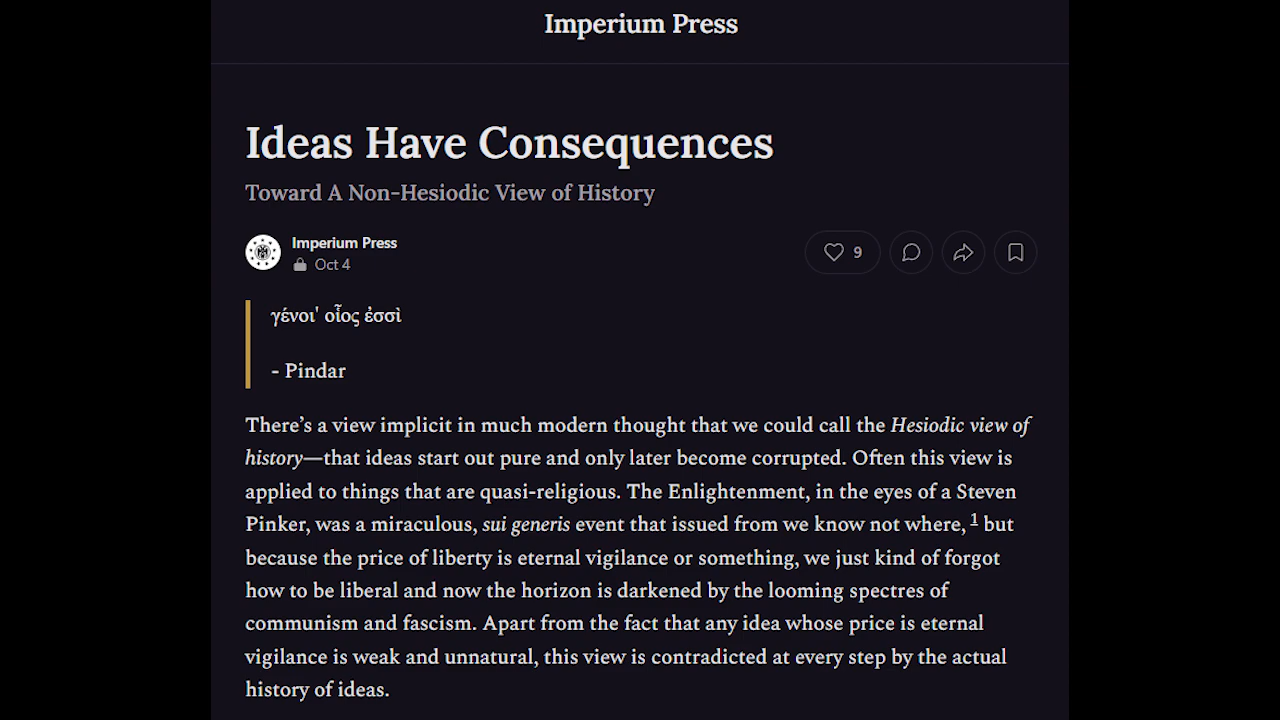 Imperium Press
Ideas Have Consequences
Toward A Non-Hesiodic View of History
Imperium Press
Oct 4
9
γένοι' οἷος ἐσσὶ
- Pindar
There’s a view implicit in much modern thought that we could call the Hesiodic view of
history—that ideas start out pure and only later become corrupted. Often this view is
applied to things that are quasi-religious. The Enlightenment, in the eyes of a Steven
Pinker, was a miraculous, sui generis event that issued from we know not where,1 but
because the price of liberty is eternal vigilance or something, we just kind of forgot
how to be liberal and now the horizon is darkened by the looming spectres of
communism and fascism. Apart from the fact that any idea whose price is eternal
vigilance is weak and unnatural, this view is contradicted at every step by the actual
history of ideas.